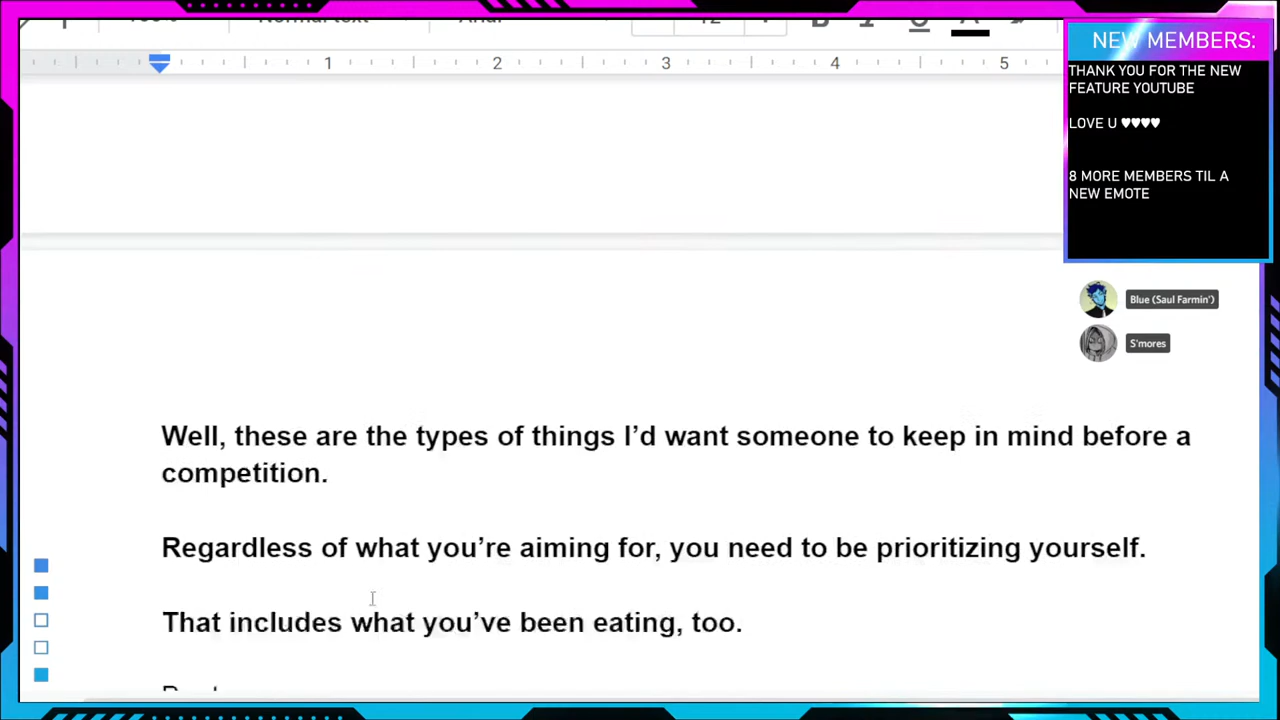 Normal text
12
1 2 3 4 5
NEW MEMBERS:
THANK YOU FOR THE NEW
FEATURE YOUTUBE
LOVE U ♥♥♥♥
8 MORE MEMBERS TIL A
NEW EMOTE
Blue (Saul Farmin')
S'mores
Well, these are the types of things I’d want someone to keep in mind before a
competition.
Regardless of what you’re aiming for, you need to be prioritizing yourself.
That includes what you’ve been eating, too.